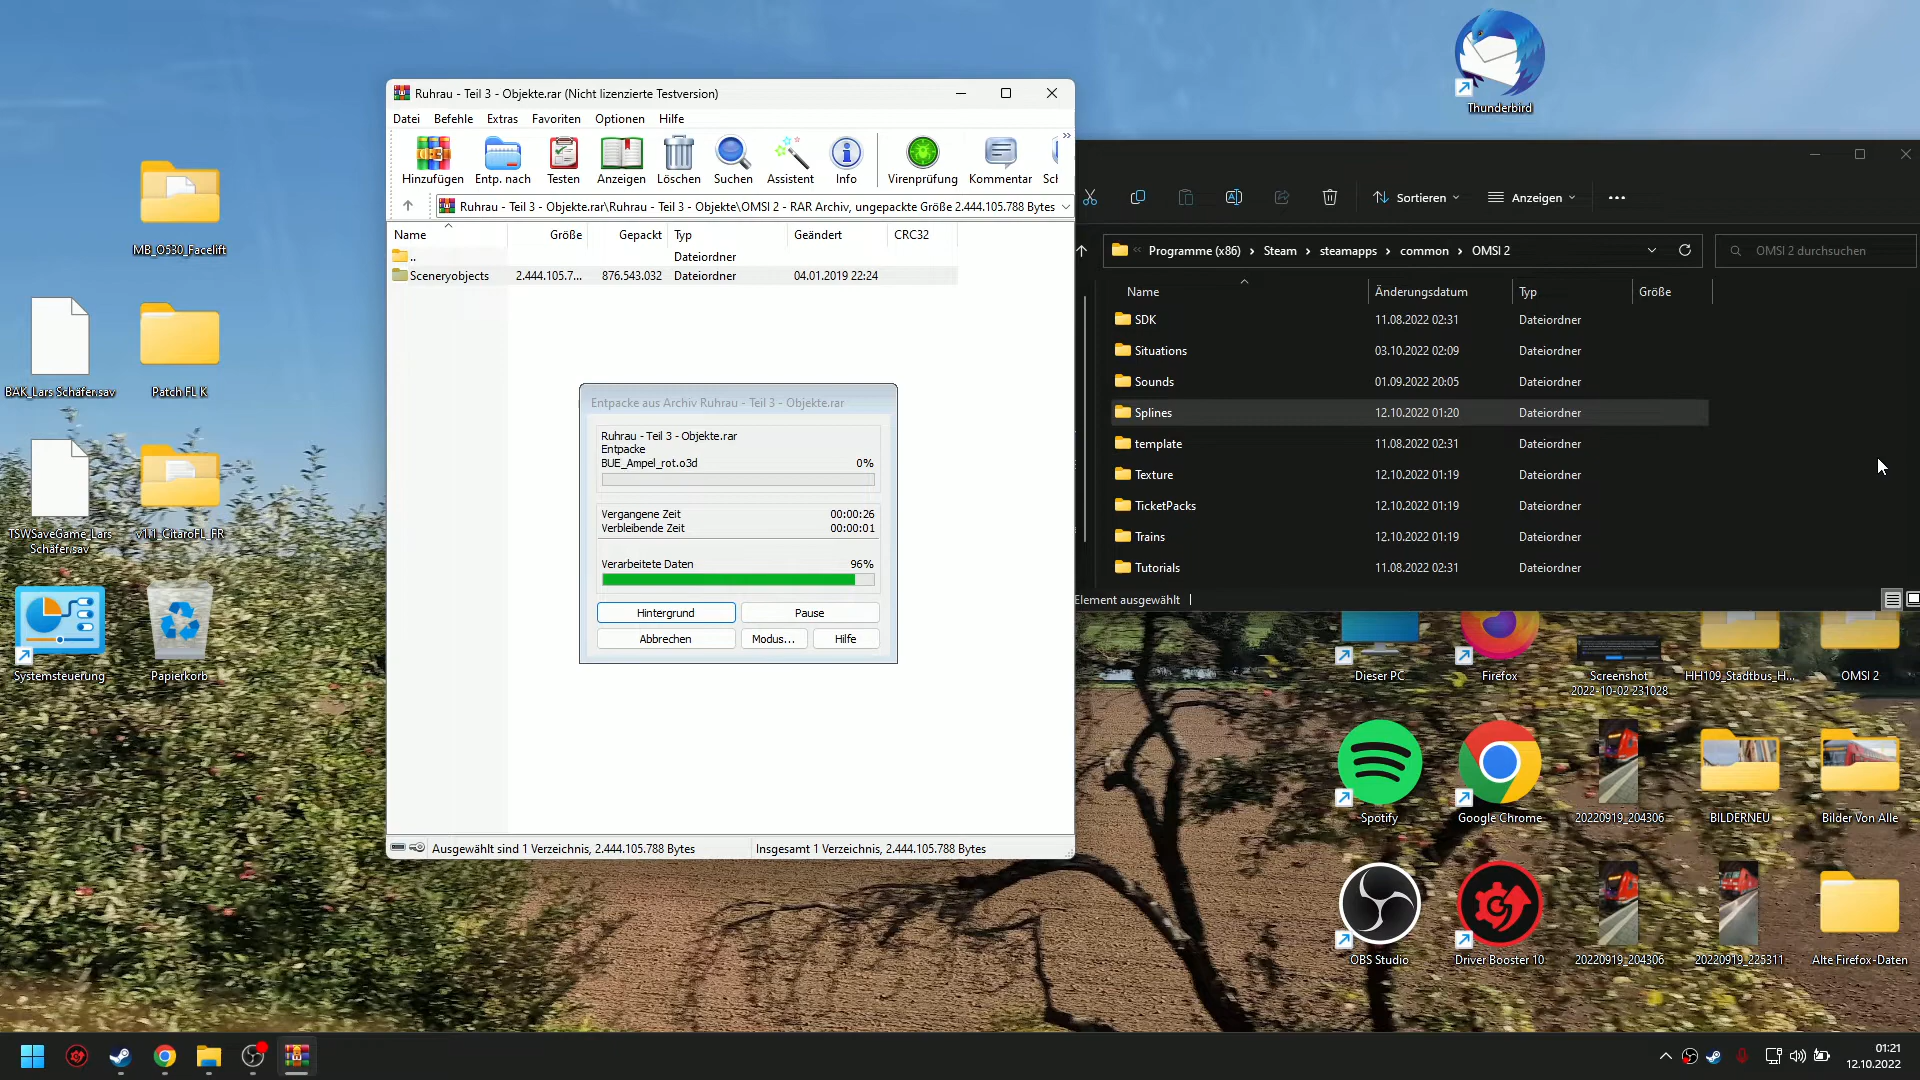 Thunderbird
MB_O530_Facelift
BAK_Lars Schäfer.sav
Patch FL K
TSWSaveGame_Lars
Schäfer.sav
v1.1_CitaroFL_FR
Systemsteuerung
Papierkorb
Ruhrau - Teil 3 - Objekte.rar (Nicht lizenzierte Testversion)
Datei Befehle Extras Favoriten Optionen Hilfe
Hinzufügen Entp. nach Testen Anzeigen Löschen Suchen Assistent Info Virenprüfung Kommentar Sch
Ruhrau - Teil 3 - Objekte.rar\Ruhrau - Teil 3 - Objekte\OMSI 2 - RAR Archiv, ungepackte Größe 2.444.105.788 Bytes
Name Größe Gepackt Typ Geändert CRC32
.. Dateiordner
Sceneryobjects 2.444.105.7... 876.543.032 Dateiordner 04.01.2019 22:24
Entpacke aus Archiv Ruhrau - Teil 3 - Objekte.rar
Ruhrau - Teil 3 - Objekte.rar
Entpacke
BUE_Ampel_rot.o3d 0%
Vergangene Zeit 00:00:26
Verbleibende Zeit 00:00:01
Verarbeitete Daten 96%
Hintergrund Pause
Abbrechen Modus... Hilfe
Ausgewählt sind 1 Verzeichnis, 2.444.105.788 Bytes Insgesamt 1 Verzeichnis, 2.444.105.788 Bytes
Sortieren Anzeigen
« Programme (x86) > Steam > steamapps > common > OMSI 2 OMSI 2 durchsuchen
Name Änderungsdatum Typ Größe
SDK 11.08.2022 02:31 Dateiordner
Situations 03.10.2022 02:09 Dateiordner
Sounds 01.09.2022 20:05 Dateiordner
Splines 12.10.2022 01:20 Dateiordner
template 11.08.2022 02:31 Dateiordner
Texture 12.10.2022 01:19 Dateiordner
TicketPacks 12.10.2022 01:19 Dateiordner
Trains 12.10.2022 01:19 Dateiordner
Tutorials 11.08.2022 02:31 Dateiordner
Element ausgewählt
Dieser PC Firefox Screenshot HH109_Stadtbus_H... OMSI 2
2022-10-02 231028
Spotify Google Chrome 20220919_204306 BILDERNEU Bilder Von Alle
OBS Studio Driver Booster 10 20220919_204306 20220919_225311 Alte Firefox-Daten
01:21
12.10.2022